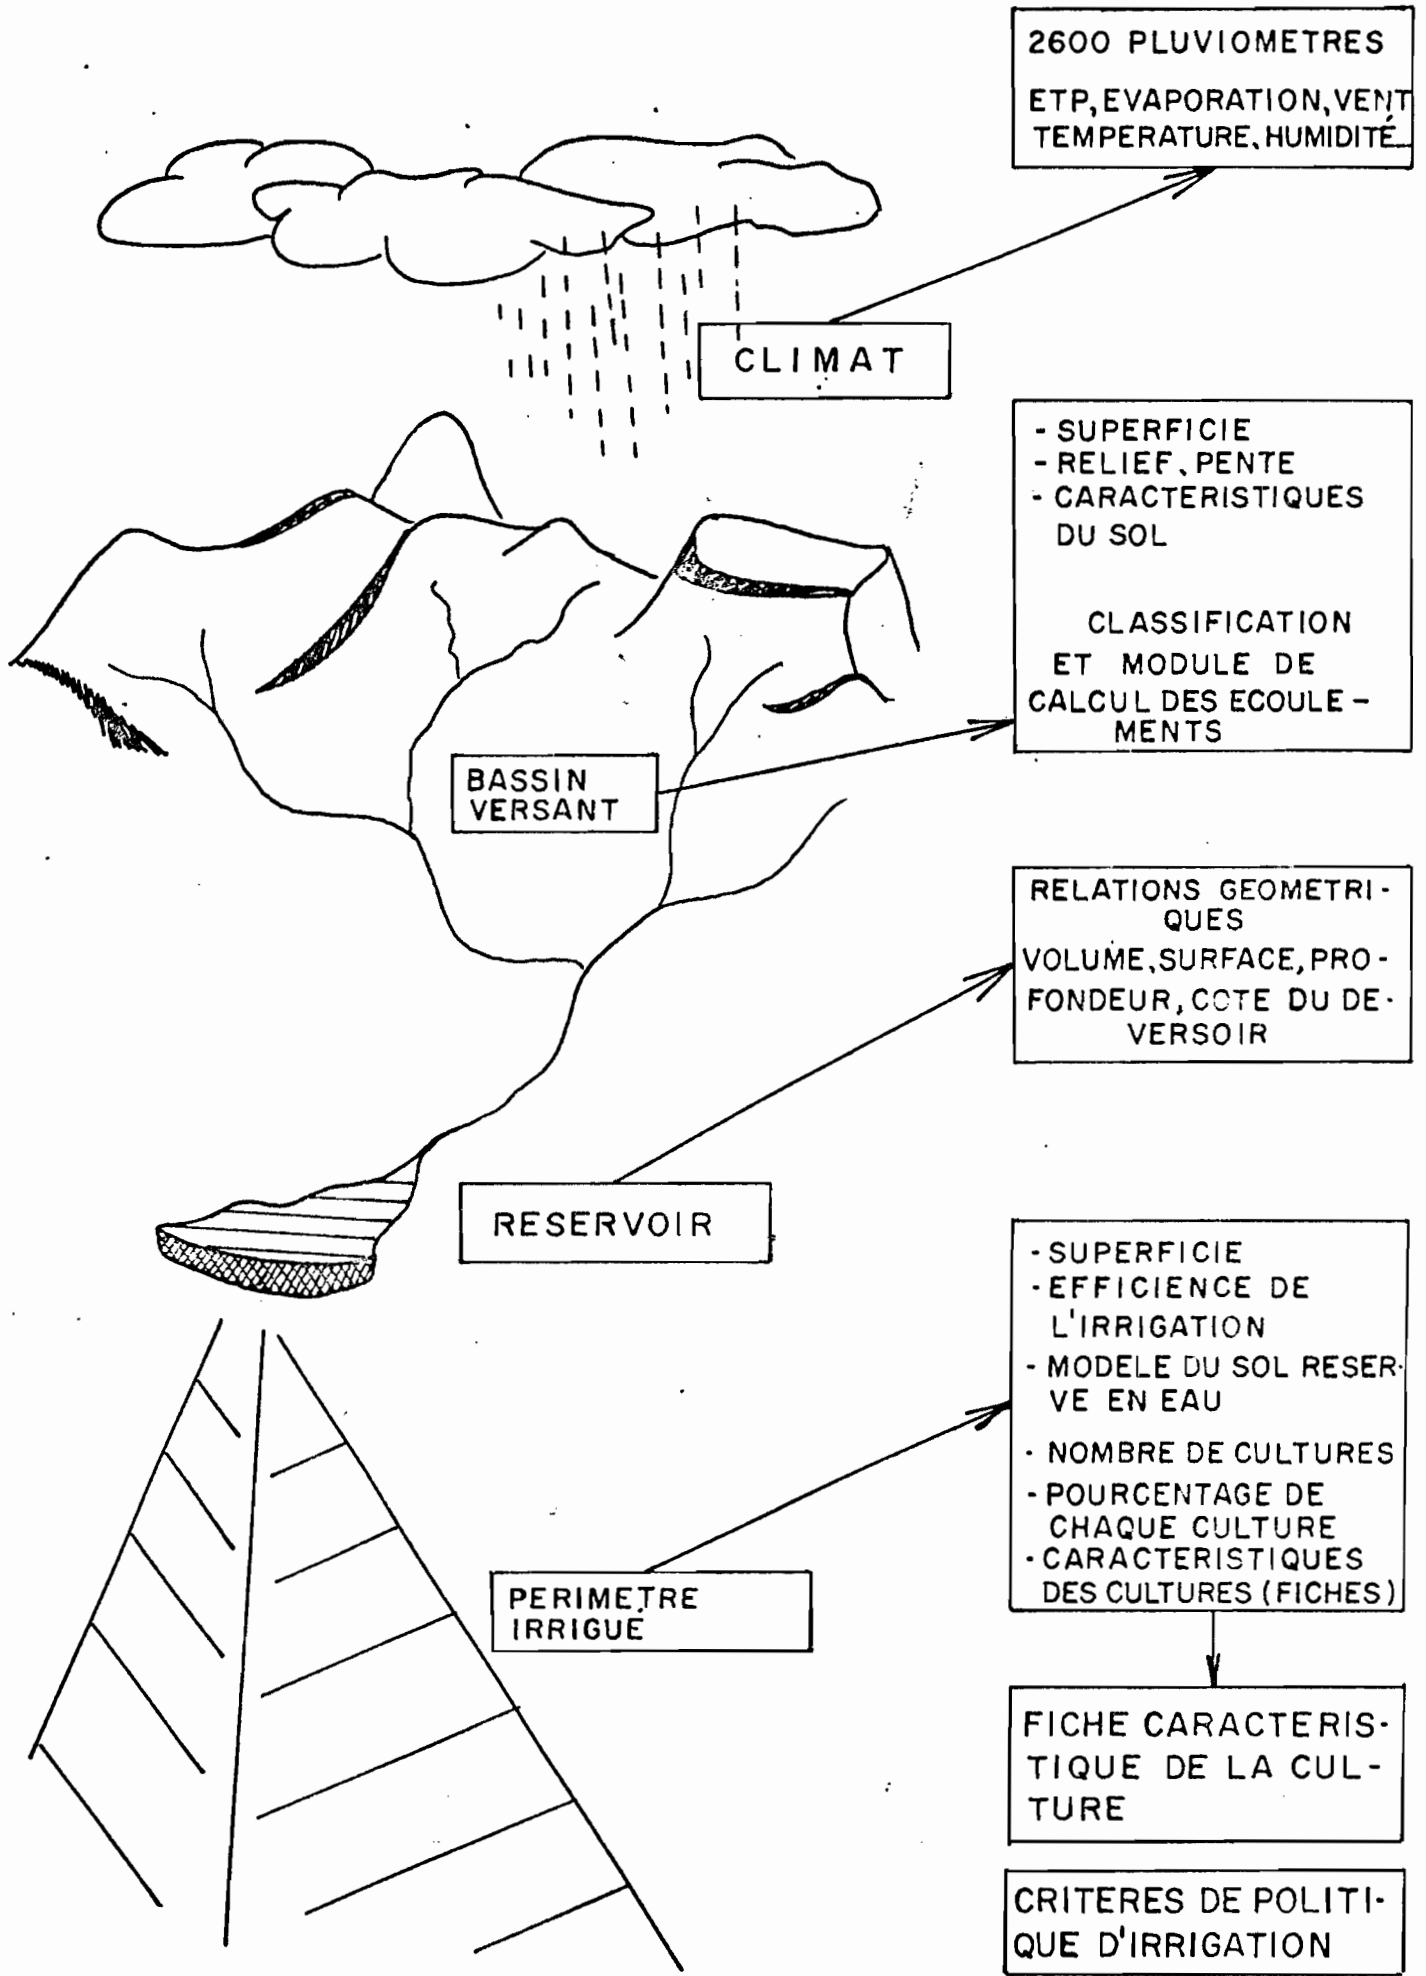 2600 PLUVIOMETRES
ETP, EVAPORATION, VENT
TEMPERATURE, HUMIDITÉ
CLIMAT
- SUPERFICIE
- RELIEF, PENTE
- CARACTERISTIQUES
DU SOL
CLASSIFICATION
ET MODULE DE
CALCUL DES ECOULE-
MENTS
BASSIN
VERSANT
RELATIONS GEOMETRI-
QUES
VOLUME, SURFACE, PRO-
FONDEUR, COTE DU DE-
VERSOIR
RESERVOIR
- SUPERFICIE
- EFFICIENCE DE
L'IRRIGATION
- MODELE DU SOL RESER-
VE EN EAU
- NOMBRE DE CULTURES
- POURCENTAGE DE
CHAQUE CULTURE
- CARACTERISTIQUES
DES CULTURES (FICHES)
PERIMETRE
IRRIGUÉ
FICHE CARACTERIS-
TIQUE DE LA CUL-
TURE
CRITERES DE POLITI-
QUE D'IRRIGATION